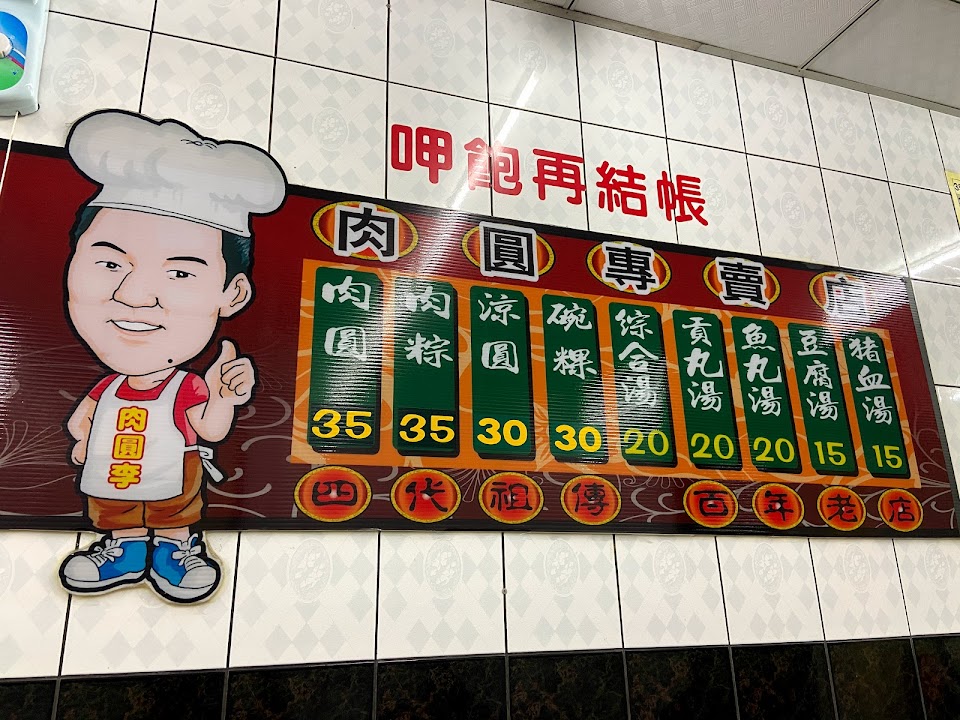 呷飽再結帳
肉圓專賣店
肉圓 35
肉粽 35
涼圓 30
碗粿 30
綜合湯 20
貢丸湯 20
魚丸湯 20
豆腐湯 15
豬血湯 15
四代祖傳 百年老店
肉圓李